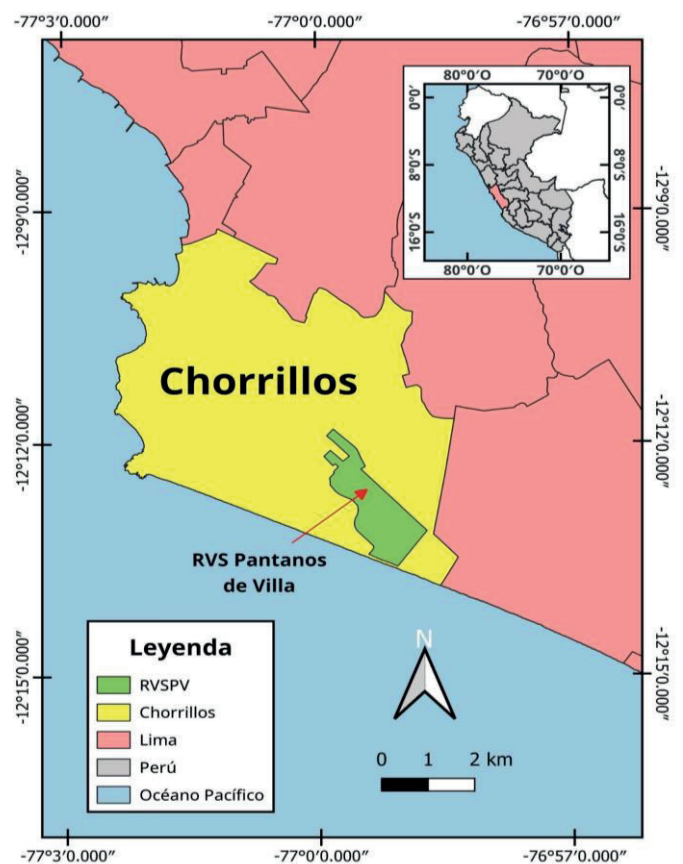 -77°3′0.000″ -77°0′0.000″ -76°57′0.000″
80°0′O 70°0′O
0°0′ 0°0′
8°0′S 8°0′S
16°0′S 16°0′S
80°0′O 70°0′O
-12°9′0.000″ -12°9′0.000″
Chorrillos
-12°12′0.000″ -12°12′0.000″
RVS Pantanos
de Villa
Leyenda
RVSPV
Chorrillos
Lima
Perú
Océano Pacífico
N
0 1 2 km
-12°15′0.000″ -12°15′0.000″
-77°3′0.000″ -77°0′0.000″ -76°57′0.000″